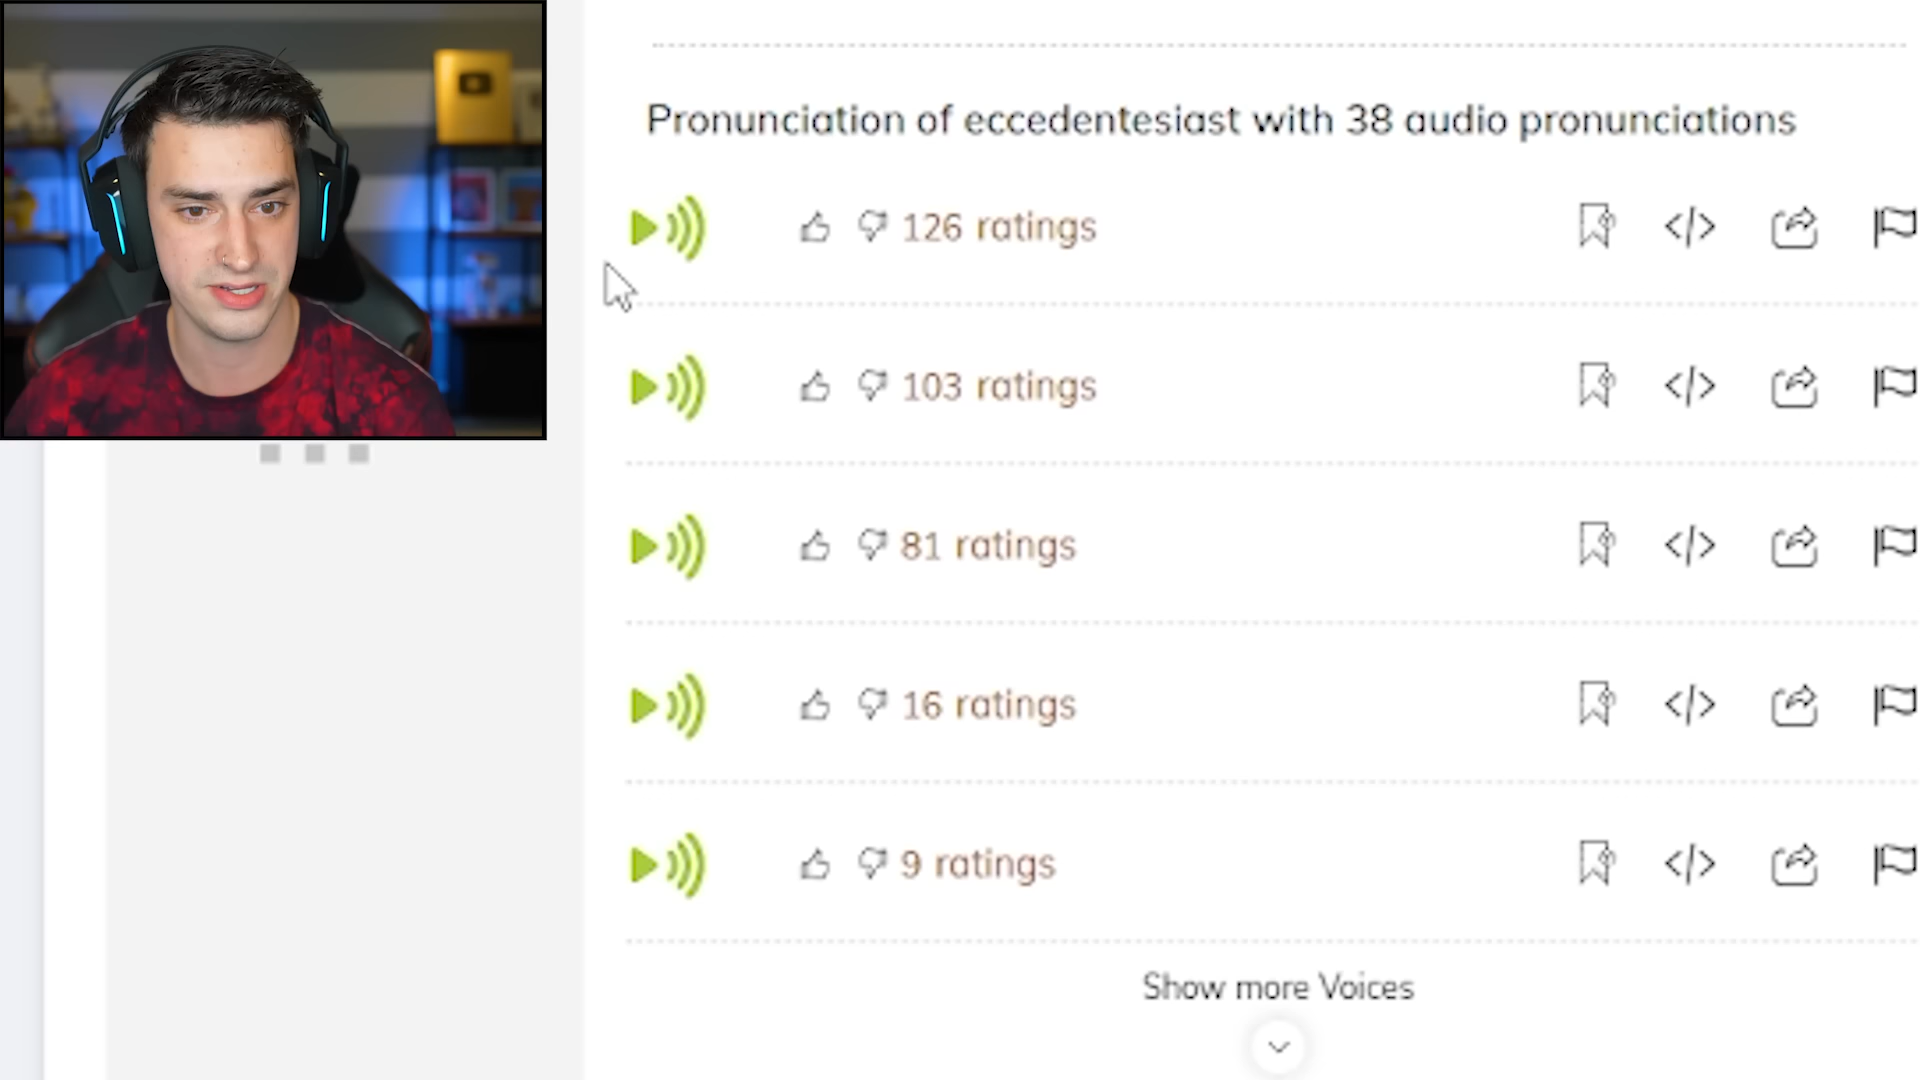 Pronunciation of eccedentesiast with 38 audio pronunciations
126 ratings
103 ratings
81 ratings
16 ratings
9 ratings
Show more Voices